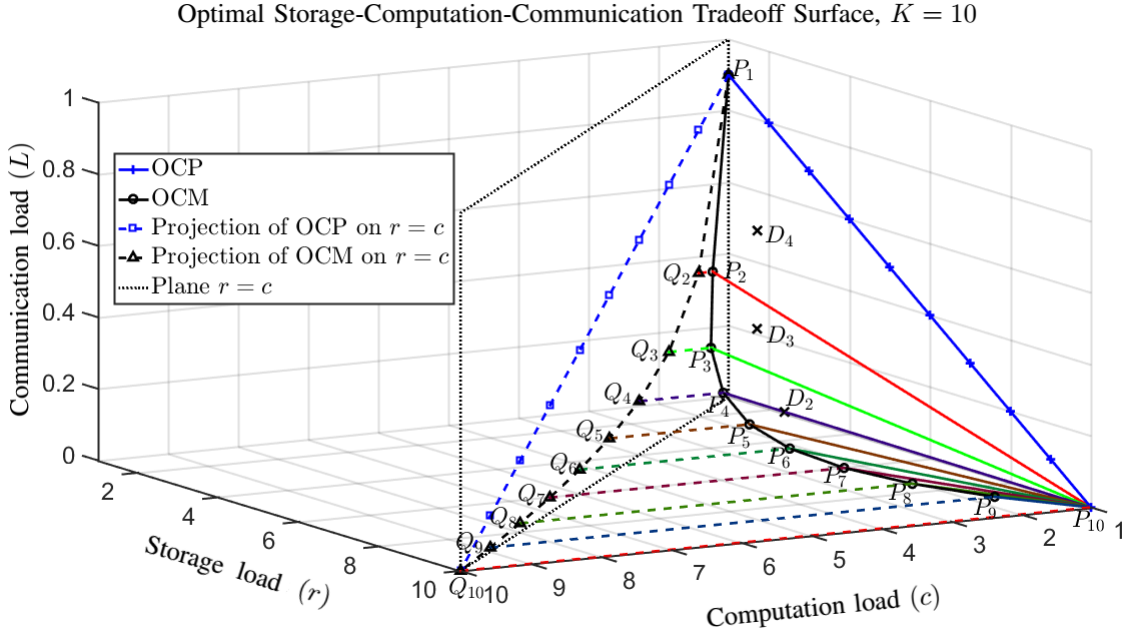 Optimal Storage-Computation-Communication Tradeoff Surface, K = 10
Communication load (L)
1
0.8
0.6
0.4
0.2
0
OCP
OCM
Projection of OCP on r = c
Projection of OCM on r = c
Plane r = c
P₁
D₄
Q₂
P₂
D₃
Q₃
P₃
Q₄
P₄
D₂
Q₅
P₅
Q₆
P₆
Q₇
P₇
Q₈
P₈
Q₉
P₉
P₁₀
Q₁₀
2
4
6
8
10
Storage load (r)
10
9
8
7
6
5
4
3
2
1
Computation load (c)